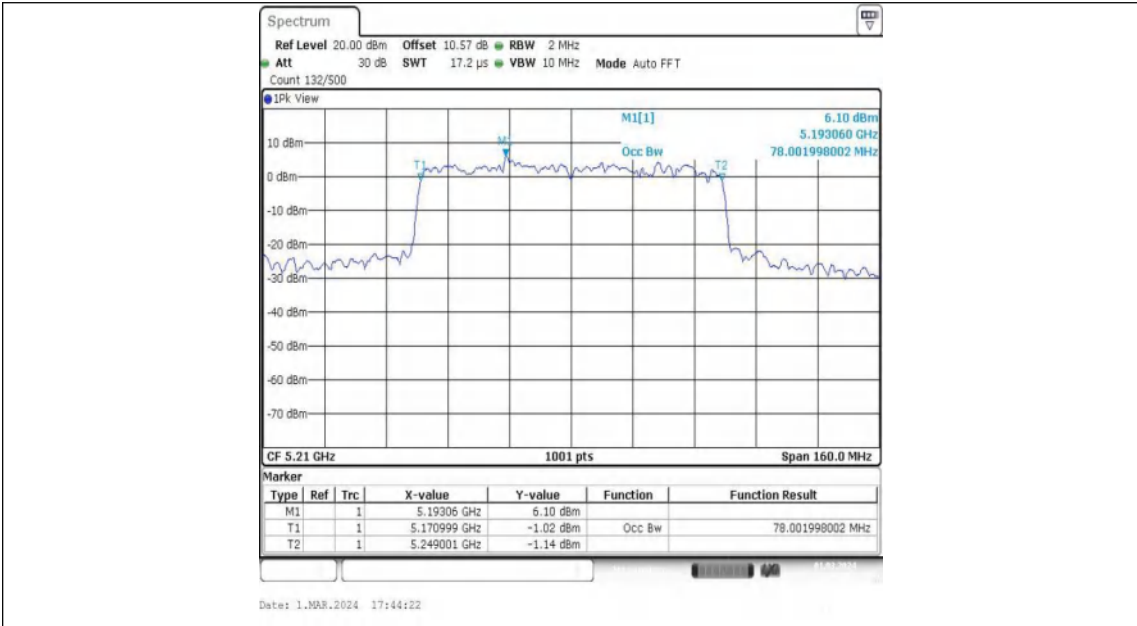 Spectrum
Ref Level 20.00 dBm Offset 10.57 dB RBW 2 MHz
Att 30 dB SWT 17.2 µs VBW 10 MHz Mode Auto FFT
Count 132/500
1Pk View
M1[1] 6.10 dBm
5.193060 GHz
Occ Bw 78.001998002 MHz
10 dBm
M1
T1
T2
0 dBm
-10 dBm
-20 dBm
-30 dBm
-40 dBm
-50 dBm
-60 dBm
-70 dBm
CF 5.21 GHz 1001 pts Span 160.0 MHz
Marker
Type Ref Trc X-value Y-value Function Function Result
M1 1 5.19306 GHz 6.10 dBm
T1 1 5.170999 GHz -1.02 dBm Occ Bw 78.001998002 MHz
T2 1 5.249001 GHz -1.14 dBm
Date: 1.MAR.2024 17:44:22